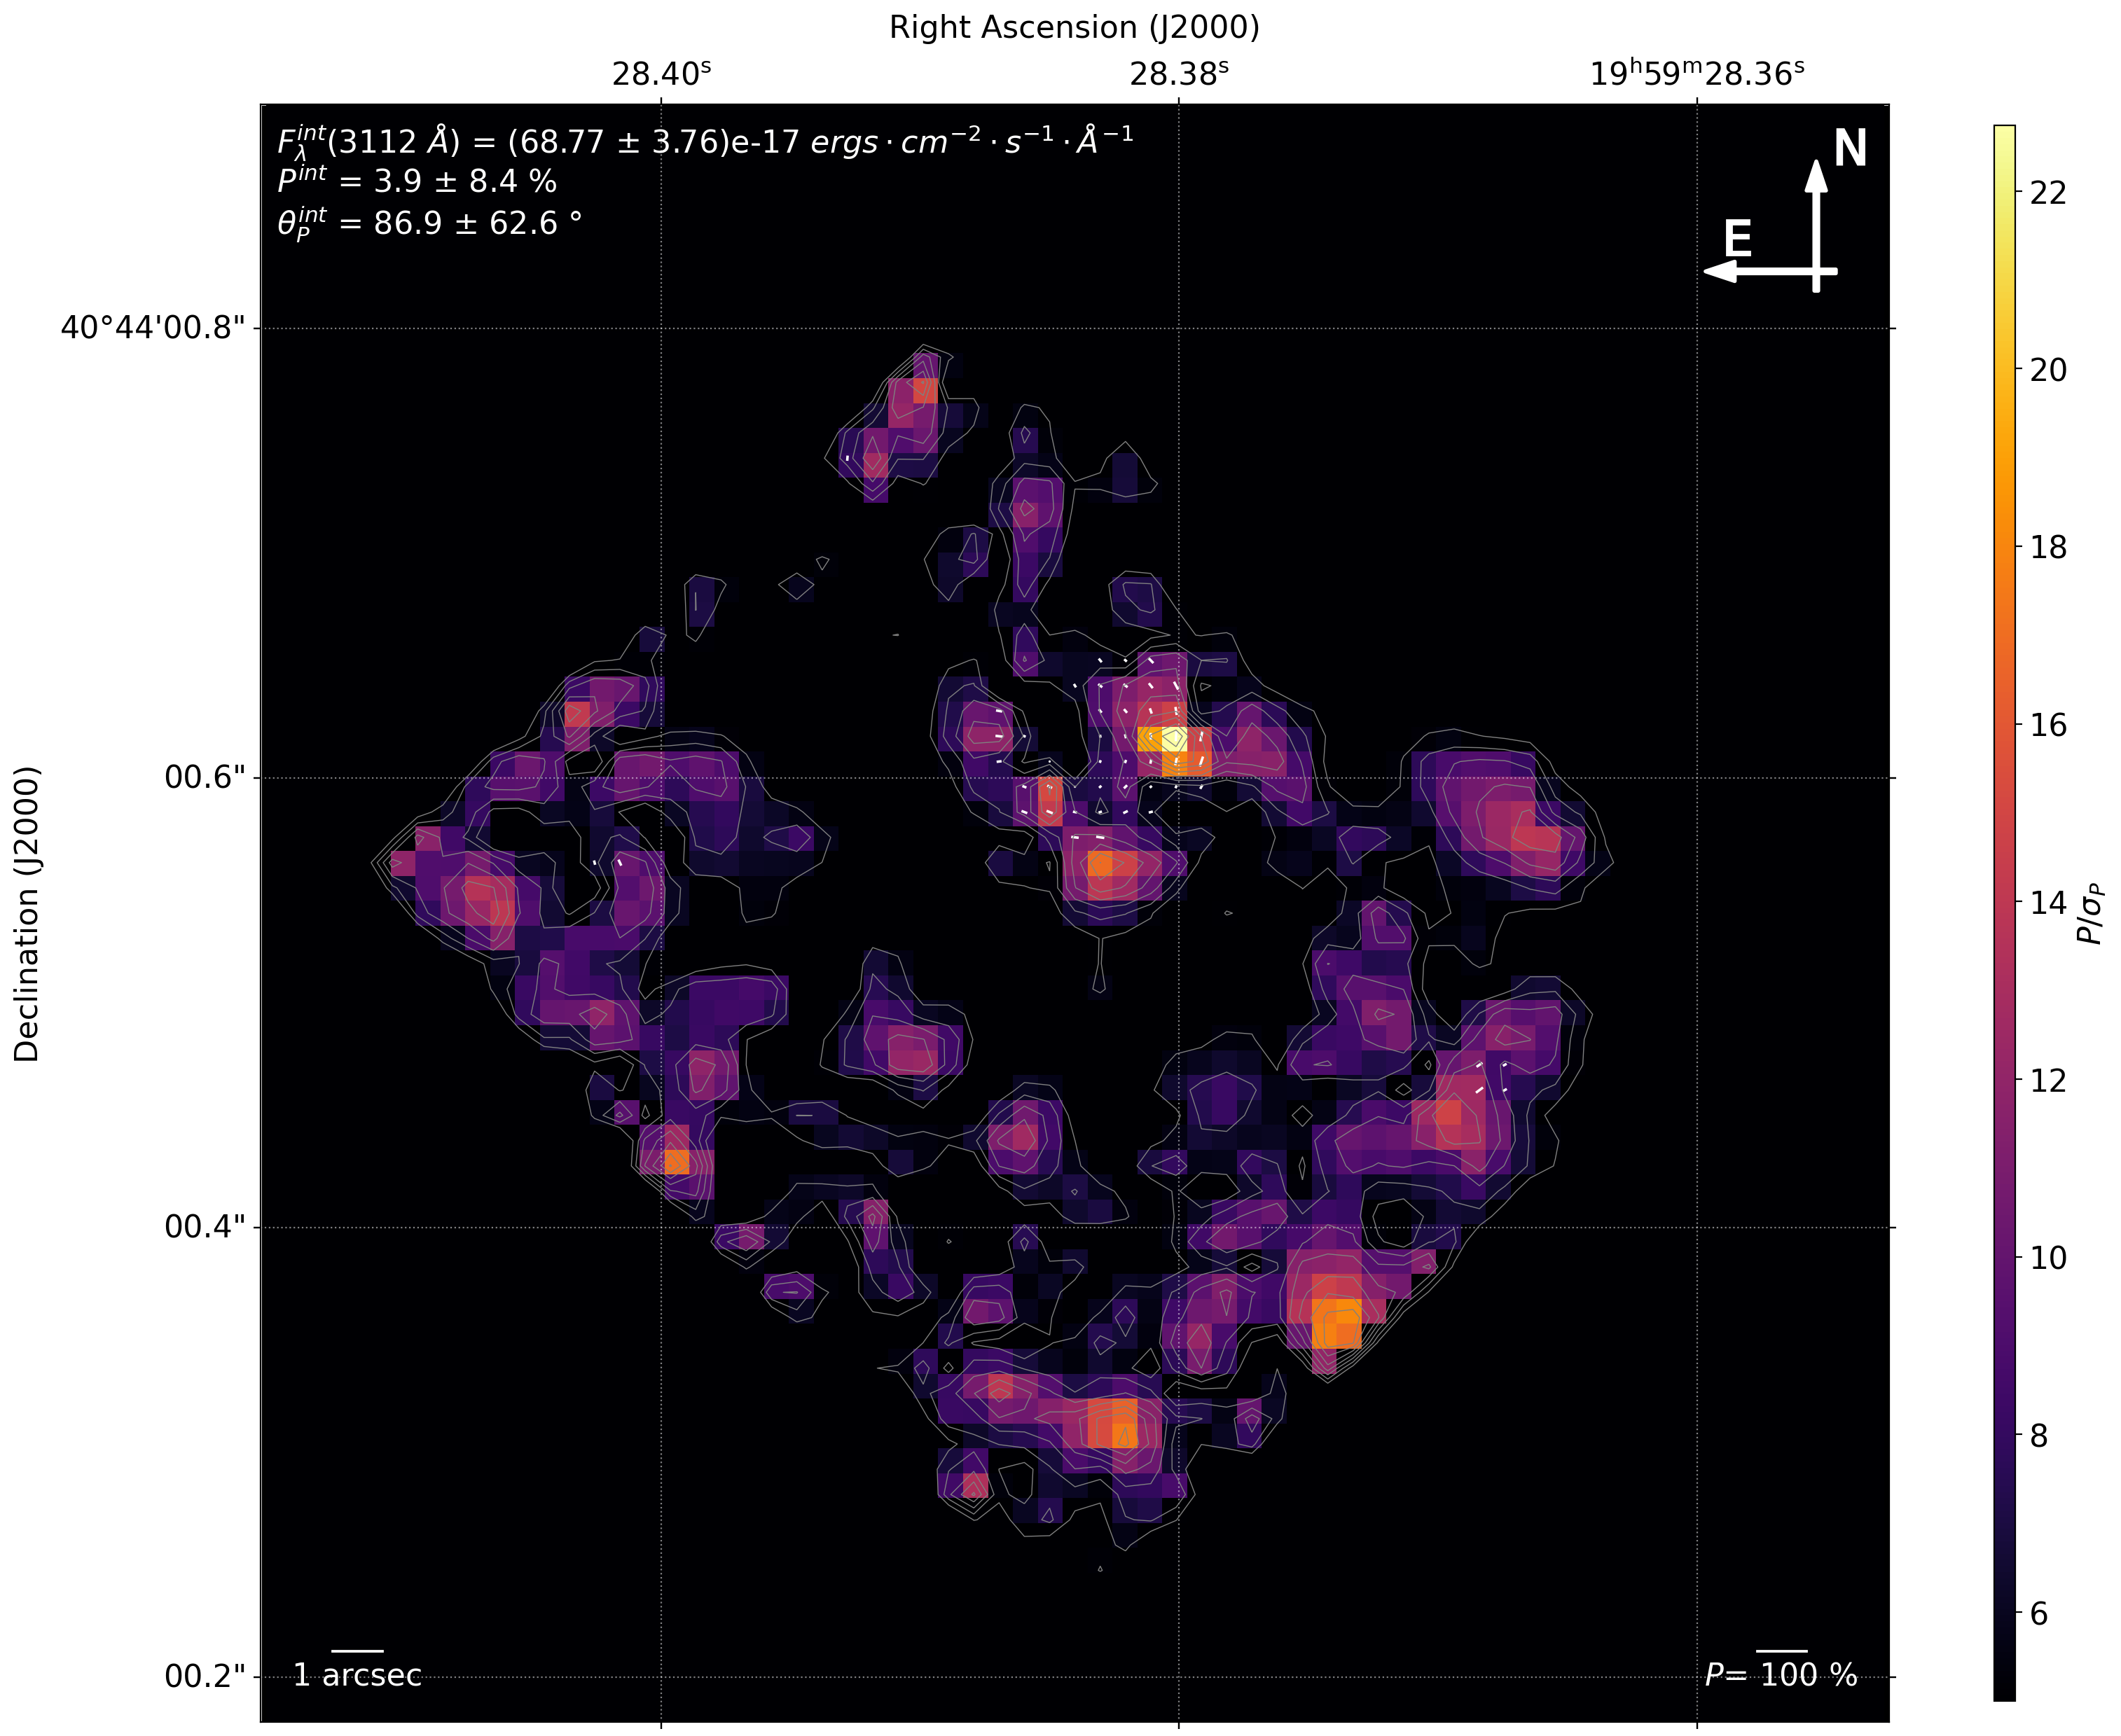 Right Ascension (J2000)
28.40ˢ 28.38ˢ 19ʰ59ᵐ28.36ˢ
F_λ^int(3112 Å) = (68.77 ± 3.76)e-17 ergs · cm⁻² · s⁻¹ · Å⁻¹
P^int = 3.9 ± 8.4 %
θ_P^int = 86.9 ± 62.6 °
N
E
40°44'00.8"
00.6"
00.4"
00.2"
Declination (J2000)
1 arcsec
P= 100 %
22
20
18
16
14
12
10
8
6
P/σ_P